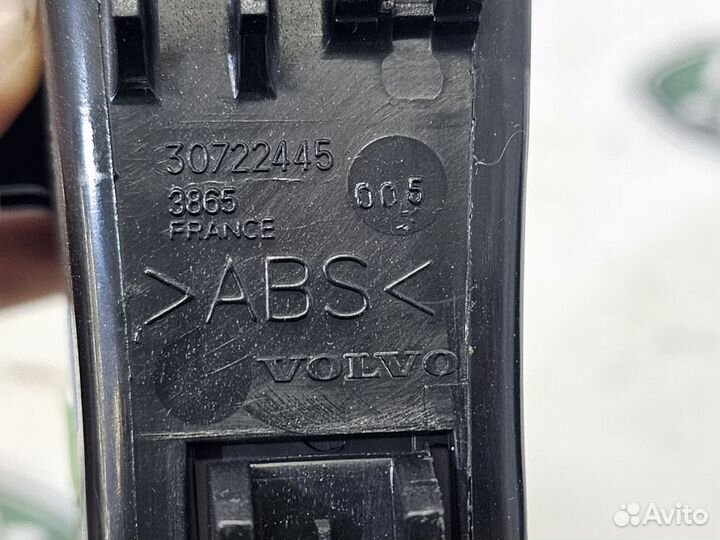 30722445
3865
005
FRANCE
>ABS<
VOLVO
Avito